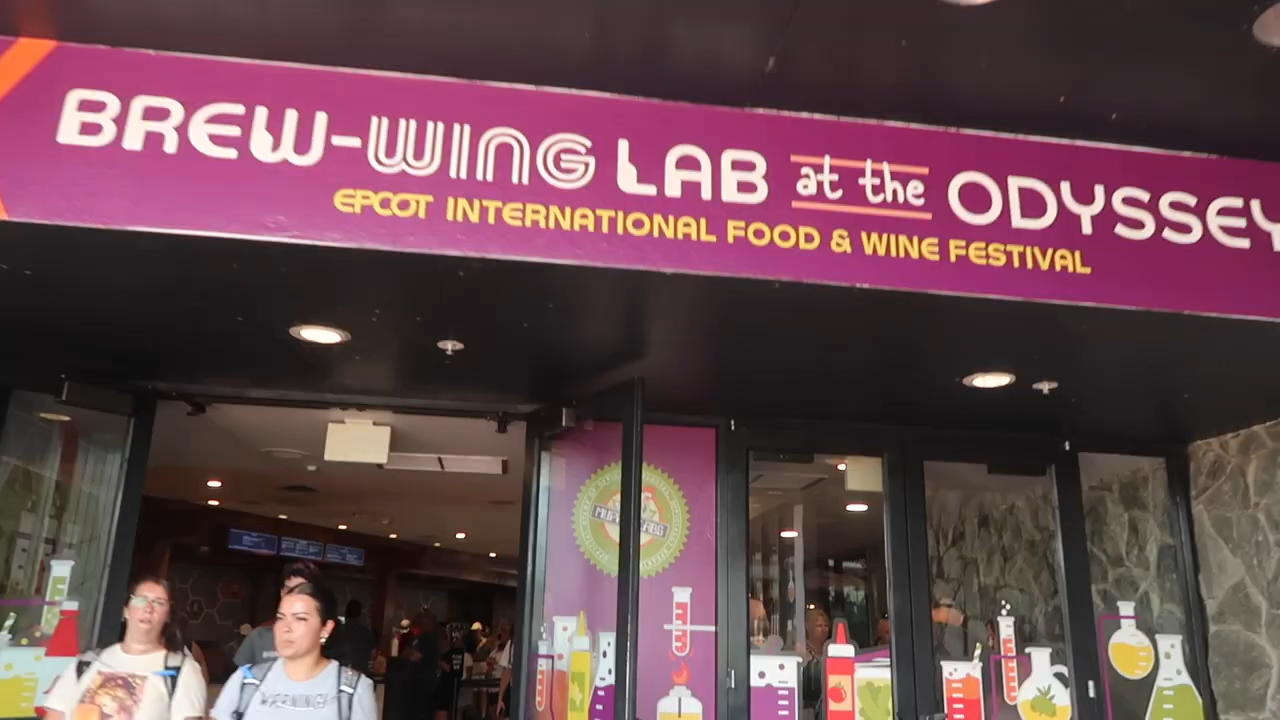 BREW-WING LAB at the ODYSSEY
EPCOT INTERNATIONAL FOOD & WINE FESTIVAL